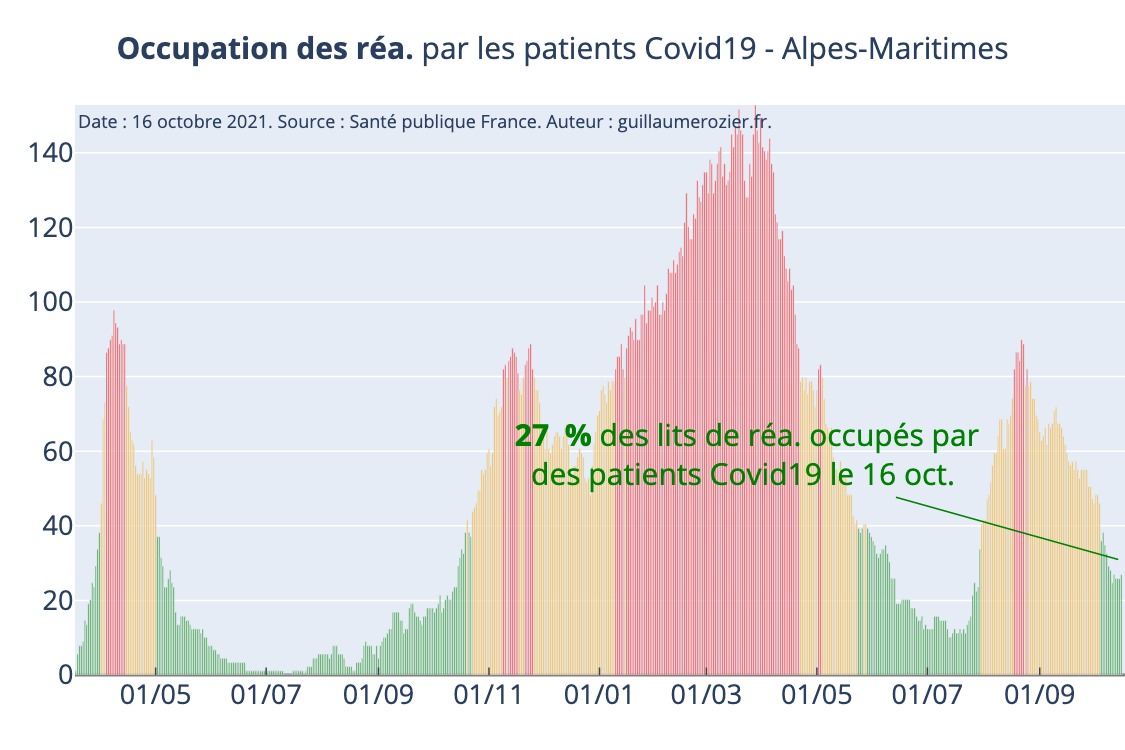 Occupation des réa. par les patients Covid19 - Alpes-Maritimes
Date : 16 octobre 2021. Source : Santé publique France. Auteur : guillaumerozier.fr.
140
120
100
80
60
40
20
0
27 % des lits de réa. occupés par
des patients Covid19 le 16 oct.
01/05 01/07 01/09 01/11 01/01 01/03 01/05 01/07 01/09